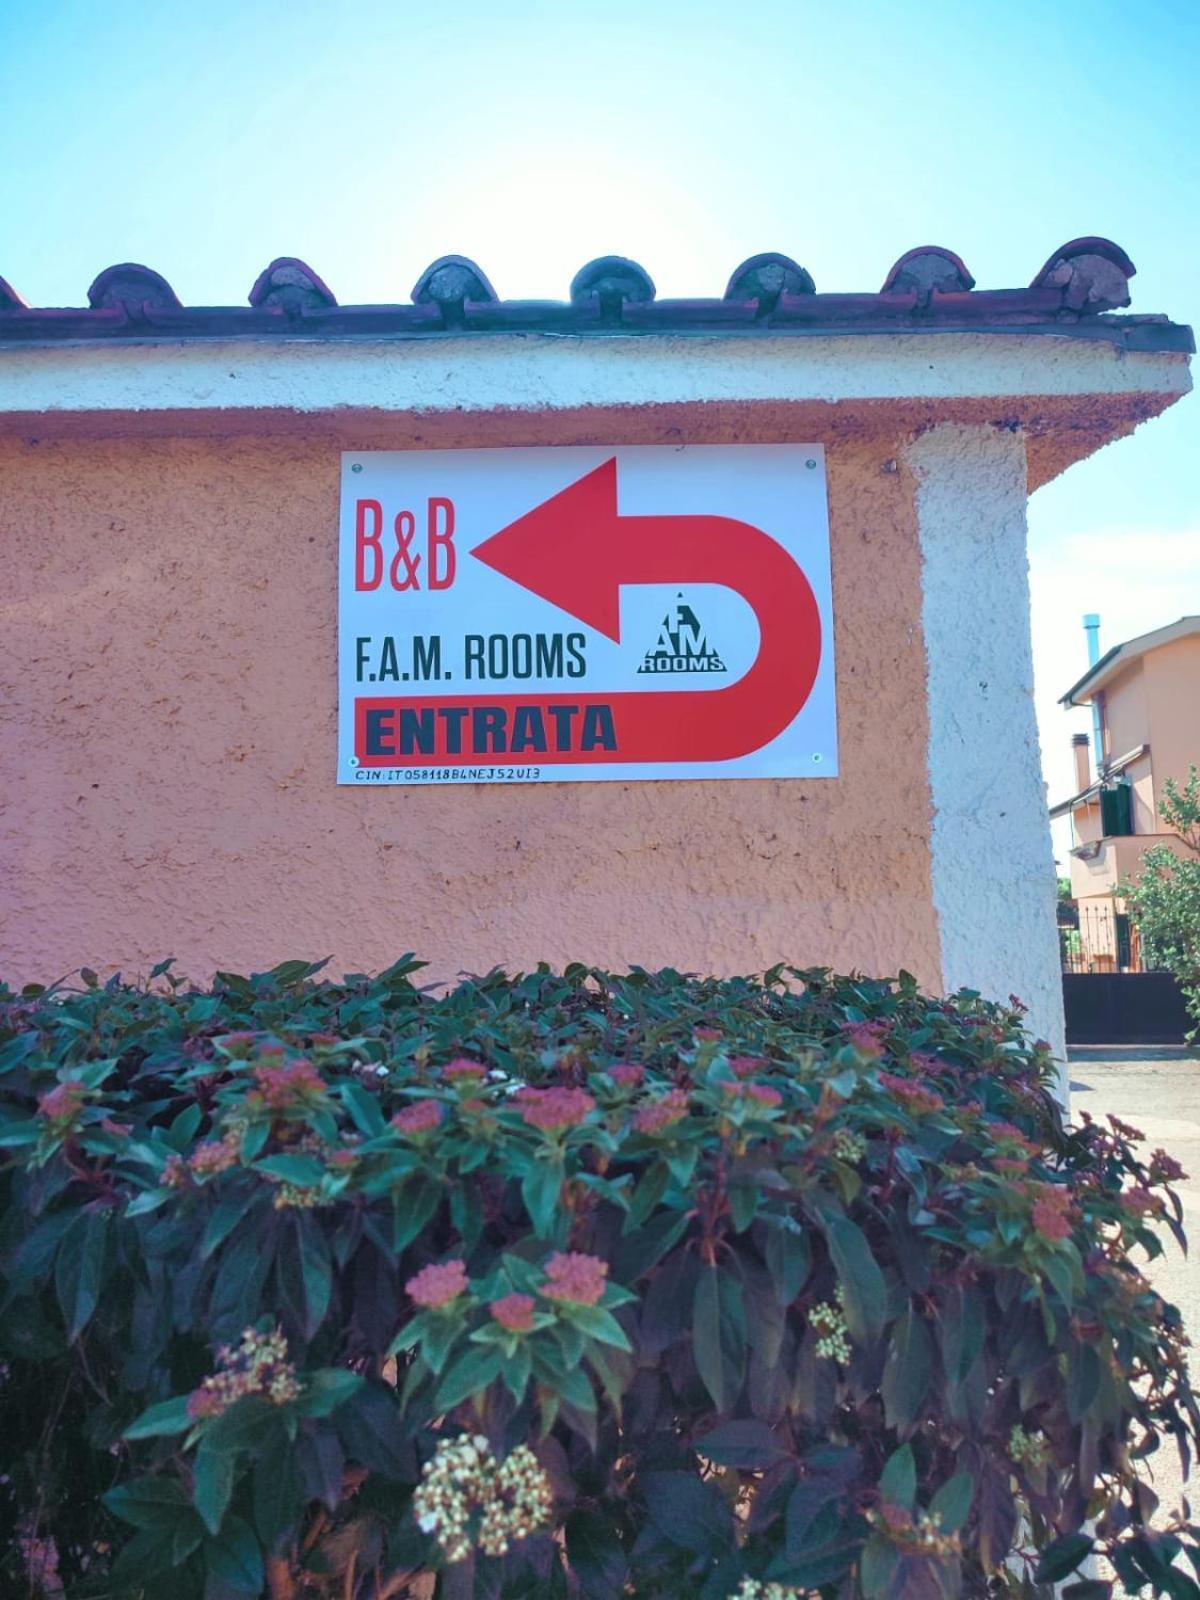 B&B
F.A.M. ROOMS
FAM
ROOMS
ENTRATA
CIN:IT058118B4NEJ52UI3